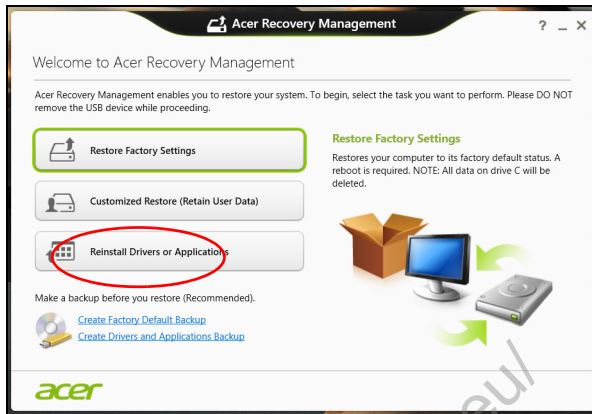 Acer Recovery Management
? _ X
Welcome to Acer Recovery Management
Acer Recovery Management enables you to restore your system. To begin, select the task you want to perform. Please DO NOT
remove the USB device while proceeding.
Restore Factory Settings
Customized Restore (Retain User Data)
Reinstall Drivers or Applications
Restore Factory Settings
Restores your computer to its factory default status. A
reboot is required. NOTE: All data on drive C will be
deleted.
Make a backup before you restore (Recommended).
Create Factory Default Backup
Create Drivers and Applications Backup
acer
eu/